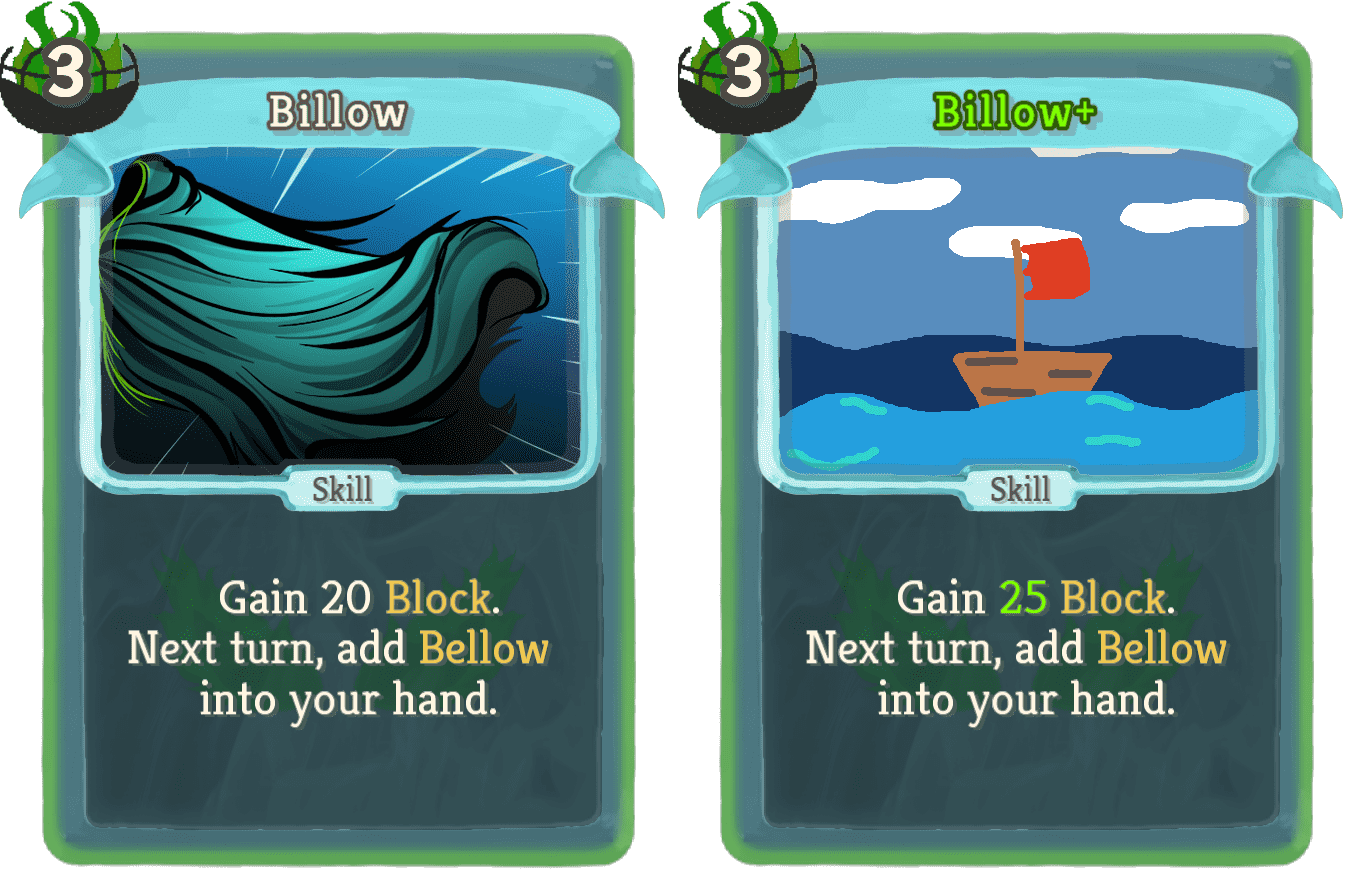 3
Billow
Skill
Gain 20 Block.
Next turn, add Bellow
into your hand.
3
Billow+
Skill
Gain 25 Block.
Next turn, add Bellow
into your hand.